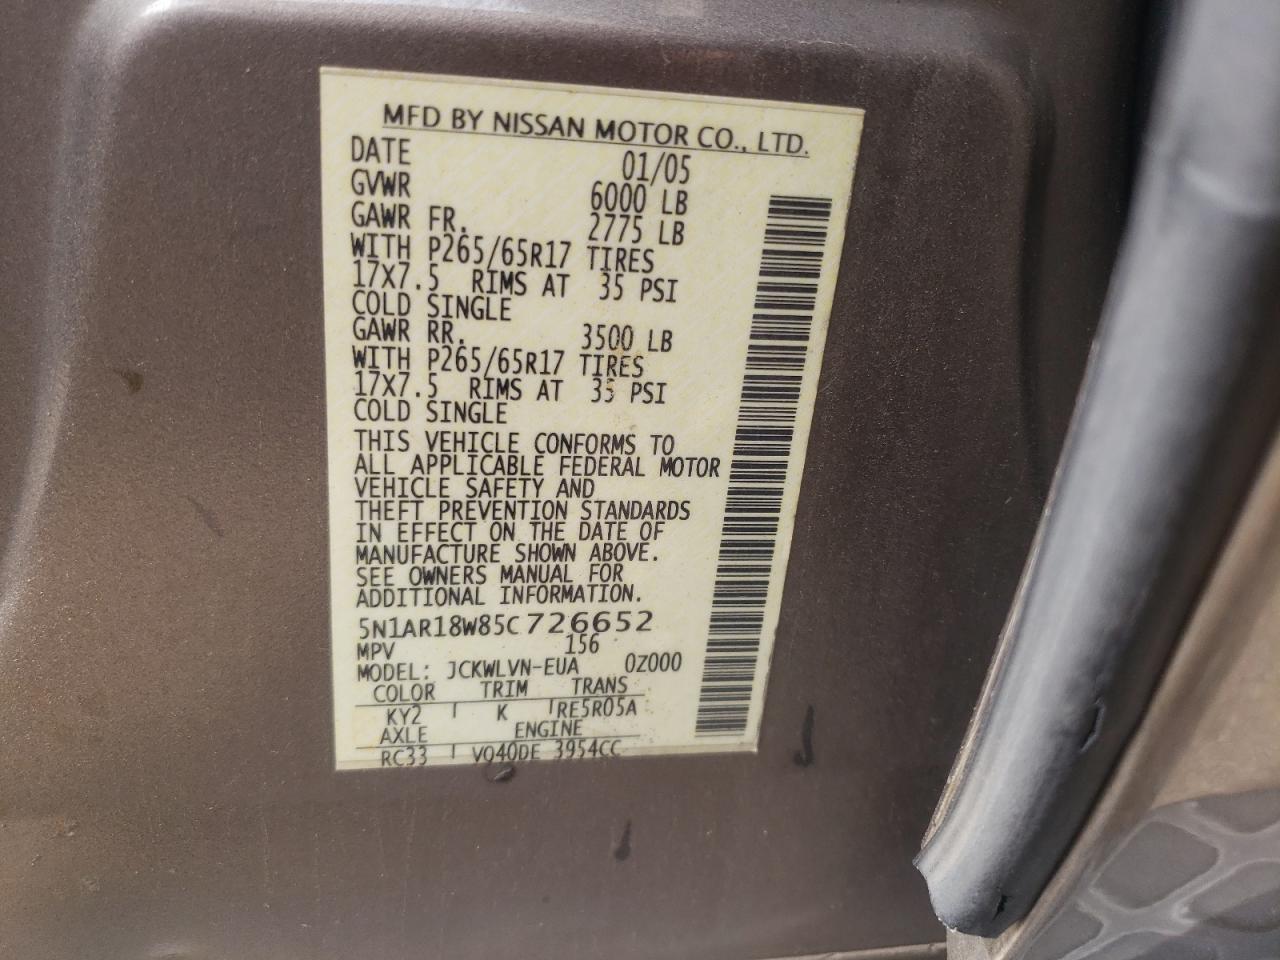 MFD BY NISSAN MOTOR CO., LTD.
DATE 01/05
GVWR 6000 LB
GAWR FR. 2775 LB
WITH P265/65R17 TIRES
17X7.5 RIMS AT 35 PSI
COLD SINGLE
GAWR RR. 3500 LB
WITH P265/65R17 TIRES
17X7.5 RIMS AT 35 PSI
COLD SINGLE
THIS VEHICLE CONFORMS TO
ALL APPLICABLE FEDERAL MOTOR
VEHICLE SAFETY AND
THEFT PREVENTION STANDARDS
IN EFFECT ON THE DATE OF
MANUFACTURE SHOWN ABOVE.
SEE OWNERS MANUAL FOR
ADDITIONAL INFORMATION.
5N1AR18W85C726652
MPV 156
MODEL: JCKWLVN-EUA 0Z000
COLOR TRIM TRANS
KY2 K RE5R05A
AXLE ENGINE
RC33 VQ40DE 3954CC